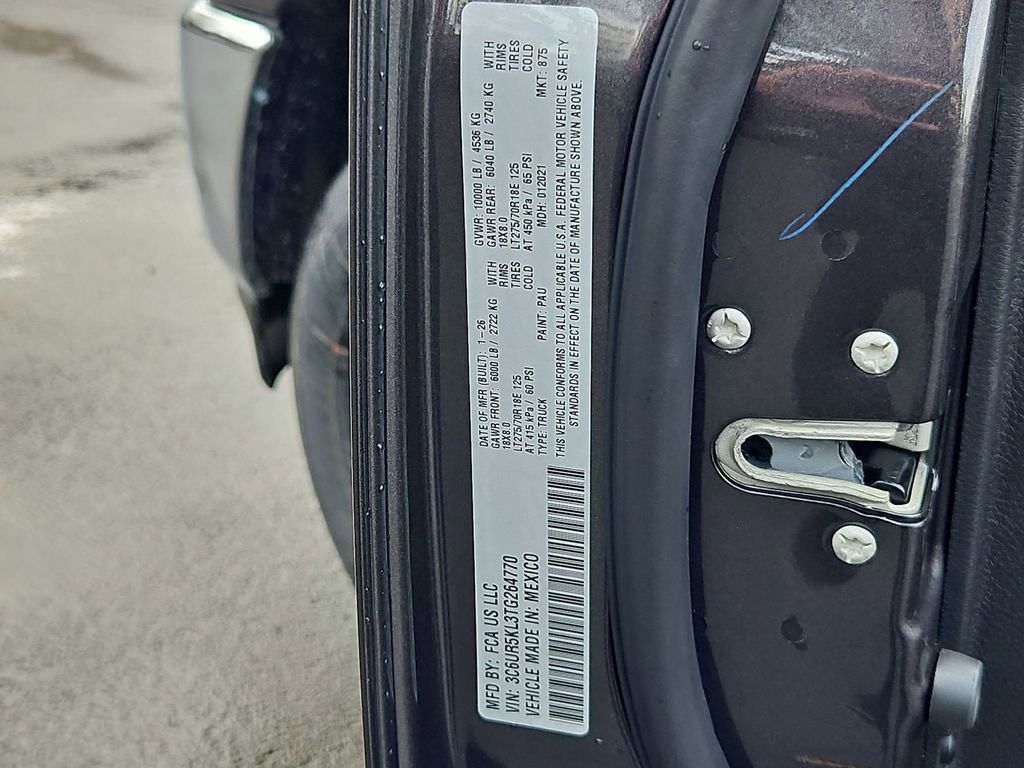 MFD BY: FCA US LLC
VIN: 3C6UR5KL3TG264770
VEHICLE MADE IN: MEXICO
DATE OF MFR (BUILT): 1-26
GVWR: 10000 LB / 4536 KG
GAWR FRONT: 6000 LB / 2722 KG WITH
18X8.0 RIMS
LT275/70R18E 125 TIRES
AT 415 kPa / 60 PSI COLD
GAWR REAR: 6040 LB / 2740 KG WITH
18X8.0 RIMS
LT275/70R18E 125 TIRES
AT 450 kPa / 65 PSI COLD
TYPE: TRUCK PAINT: PAU MDH: 012021 MKT: 875
THIS VEHICLE CONFORMS TO ALL APPLICABLE U.S.A. FEDERAL MOTOR VEHICLE SAFETY
STANDARDS IN EFFECT ON THE DATE OF MANUFACTURE SHOWN ABOVE.